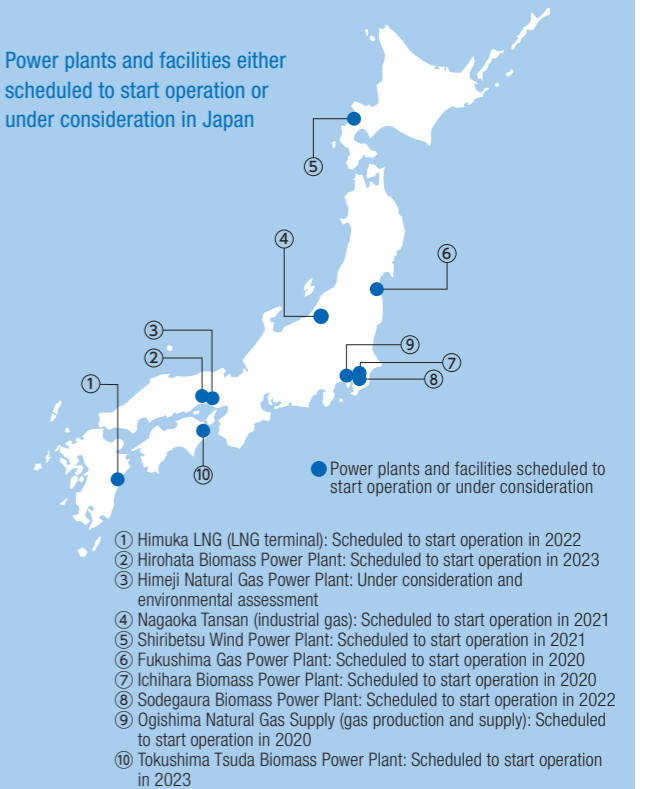 Power plants and facilities either
scheduled to start operation or
under consideration in Japan
⑤
④
⑥
③
⑨
②
⑦
①
⑧
⑩
Power plants and facilities scheduled to
start operation or under consideration
① Himuka LNG (LNG terminal): Scheduled to start operation in 2022
② Hirohata Biomass Power Plant: Scheduled to start operation in 2023
③ Himeji Natural Gas Power Plant: Under consideration and
environmental assessment
④ Nagaoka Tansan (industrial gas): Scheduled to start operation in 2021
⑤ Shiribetsu Wind Power Plant: Scheduled to start operation in 2021
⑥ Fukushima Gas Power Plant: Scheduled to start operation in 2020
⑦ Ichihara Biomass Power Plant: Scheduled to start operation in 2020
⑧ Sodegaura Biomass Power Plant: Scheduled to start operation in 2022
⑨ Ogishima Natural Gas Supply (gas production and supply): Scheduled
to start operation in 2020
⑩ Tokushima Tsuda Biomass Power Plant: Scheduled to start operation
in 2023